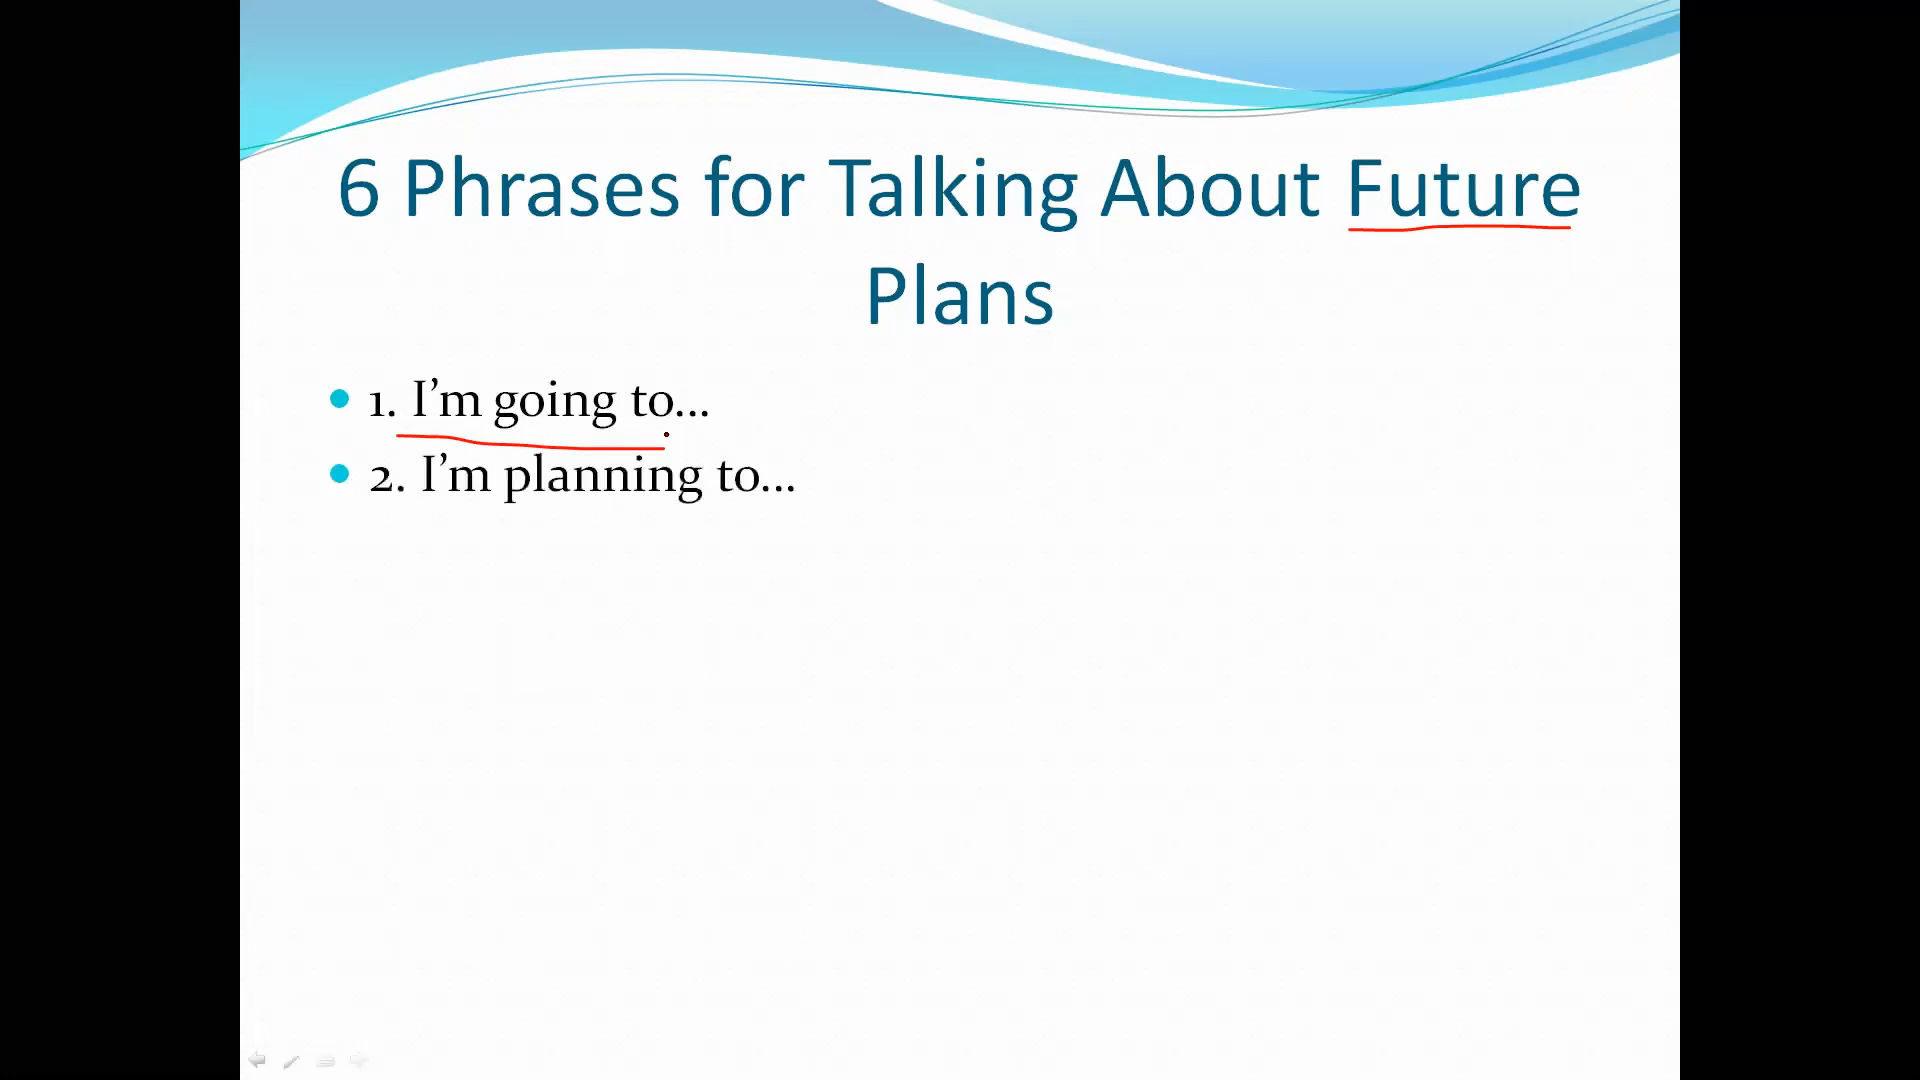 6 Phrases for Talking About Future
Plans
1. I’m going to...
2. I’m planning to...